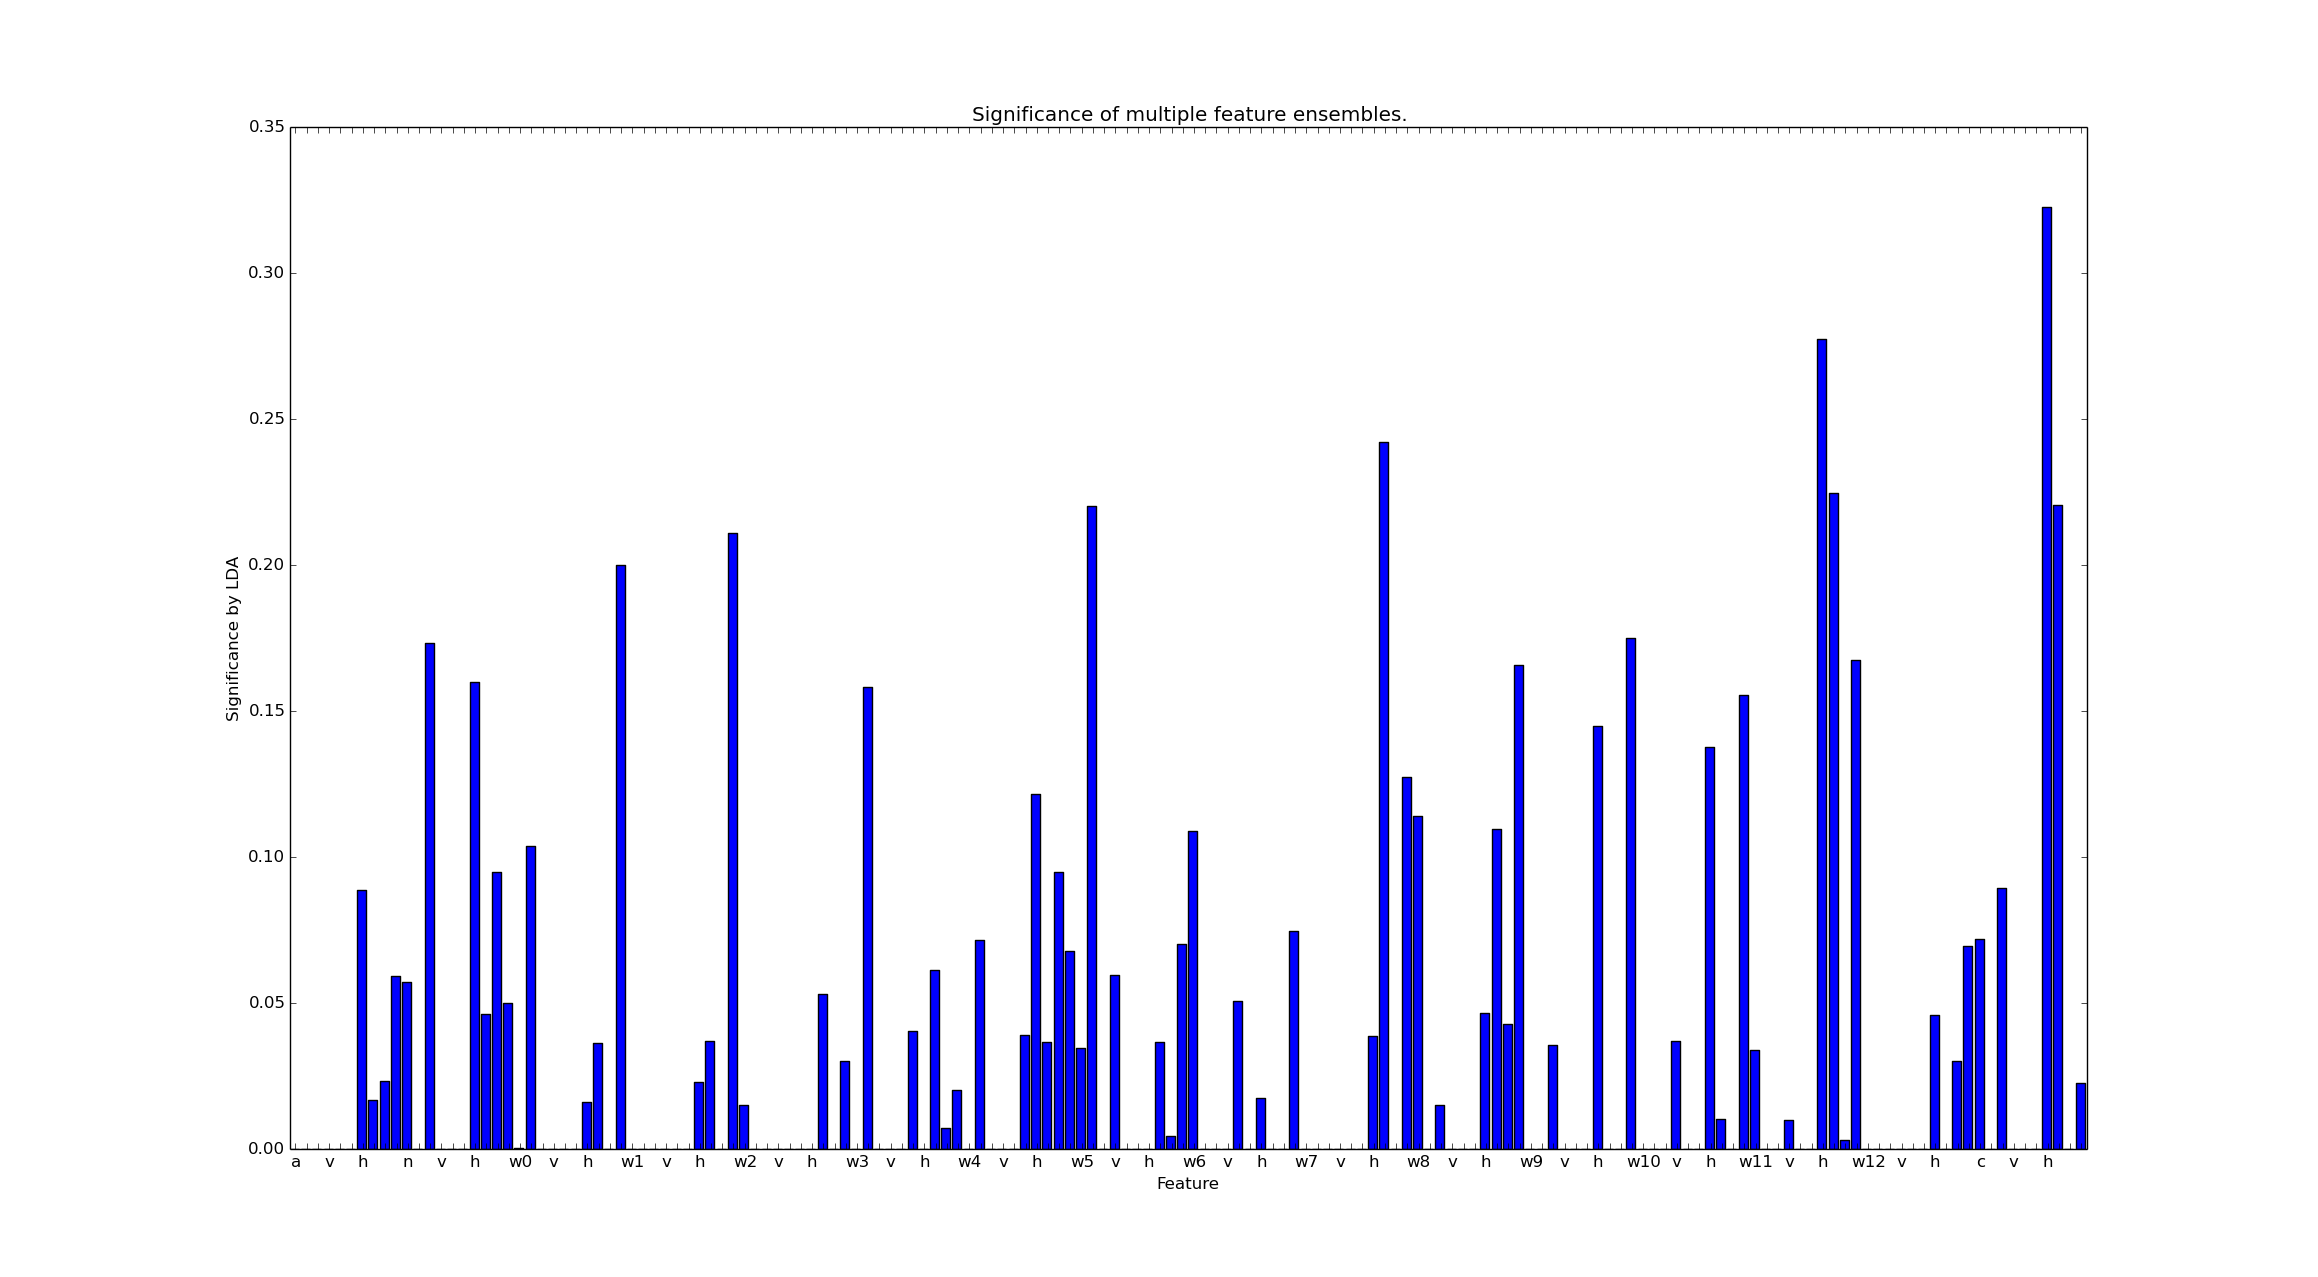 Significance of multiple feature ensembles.
0.35
0.30
0.25
0.20
0.15
0.10
0.05
0.00
Significance by LDA
a v h n v h w0 v h w1 v h w2 v h w3 v h w4 v h w5 v h w6 v h w7 v h w8 v h w9 v h w10 v h w11 v h w12 v h c v h
Feature